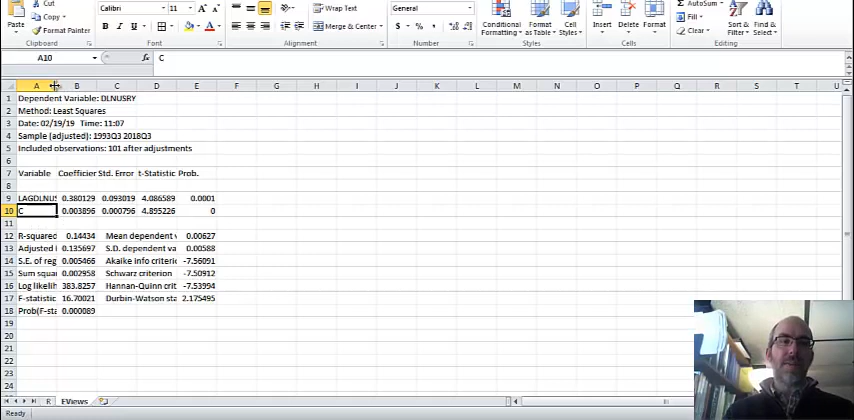 LAG
Copy
Paste
Format Painter
Clipboard
Calibri 11
B I U
Font
Wrap Text
Merge & Center
Alignment
General
$ % ,
Number
Conditional Formatting
Format as Table
Cell Styles
Styles
Insert
Delete
Format
Cells
AutoSum
Fill
Clear
Sort & Filter
Find & Select
Editing
A10 fx C
A B C D E F G H I J K L M N O P Q R S T U
1 Dependent Variable: DLNUSRY
2 Method: Least Squares
3 Date: 02/19/19 Time: 11:07
4 Sample (adjusted): 1993Q3 2018Q3
5 Included observations: 101 after adjustments
6
7 Variable Coefficier Std. Error t-Statistic Prob.
8
9 LAGDLNUS 0.380129 0.093019 4.086589 0.0001
10 C 0.003896 0.000796 4.895226 0
11
12 R-squared 0.14434 Mean dependent v 0.00627
13 Adjusted I 0.135697 S.D. dependent va 0.00588
14 S.E. of reg 0.005466 Akaike info criterio -7.56091
15 Sum squa 0.002958 Schwarz criterion -7.50912
16 Log likelih 383.8257 Hannan-Quinn crit -7.53994
17 F-statistic 16.70021 Durbin-Watson sta 2.175495
18 Prob(F-sta 0.000089
19
20
21
22
23
24
R EViews
Ready